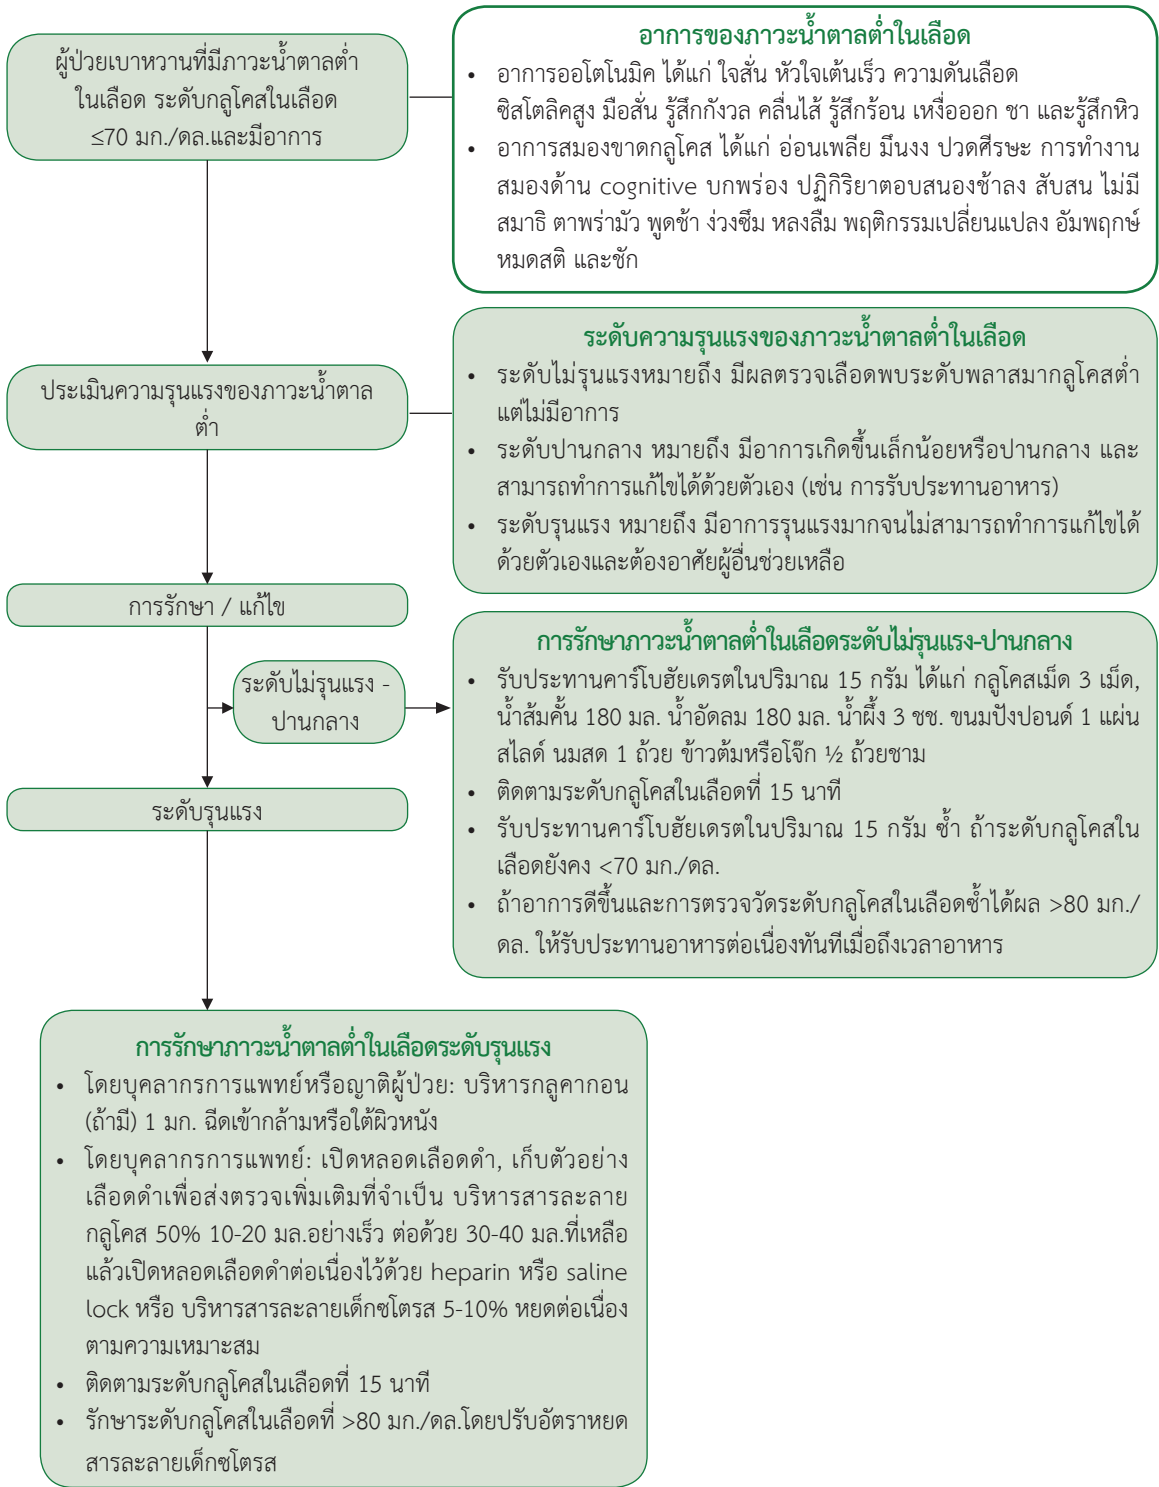 ผู้ป่วยเบาหวานที่มีภาวะน้ำตาลต่ำ
ในเลือด ระดับกลูโคสในเลือด
≤70 มก./ดล.และมีอาการ
อาการของภาวะน้ำตาลต่ำในเลือด
• อาการออโตโนมิค ได้แก่ ใจสั่น หัวใจเต้นเร็ว ความดันเลือด
ซิสโตลิคสูง มือสั่น รู้สึกกังวล คลื่นไส้ รู้สึกร้อน เหงื่อออก ชา และรู้สึกหิว
• อาการสมองขาดกลูโคส ได้แก่ อ่อนเพลีย มึนงง ปวดศีรษะ การทำงาน
สมองด้าน cognitive บกพร่อง ปฏิกิริยาตอบสนองช้าลง สับสน ไม่มี
สมาธิ ตาพร่ามัว พูดช้า ง่วงซึม หลงลืม พฤติกรรมเปลี่ยนแปลง อัมพฤกษ์
หมดสติ และชัก
ประเมินความรุนแรงของภาวะน้ำตาล
ต่ำ
ระดับความรุนแรงของภาวะน้ำตาลต่ำในเลือด
• ระดับไม่รุนแรงหมายถึง มีผลตรวจเลือดพบระดับพลาสมากลูโคสต่ำ
แต่ไม่มีอาการ
• ระดับปานกลาง หมายถึง มีอาการเกิดขึ้นเล็กน้อยหรือปานกลาง และ
สามารถทำการแก้ไขได้ด้วยตัวเอง (เช่น การรับประทานอาหาร)
• ระดับรุนแรง หมายถึง มีอาการรุนแรงมากจนไม่สามารถทำการแก้ไขได้
ด้วยตัวเองและต้องอาศัยผู้อื่นช่วยเหลือ
การรักษา / แก้ไข
ระดับไม่รุนแรง -
ปานกลาง
การรักษาภาวะน้ำตาลต่ำในเลือดระดับไม่รุนแรง-ปานกลาง
• รับประทานคาร์โบฮัยเดรตในปริมาณ 15 กรัม ได้แก่ กลูโคสเม็ด 3 เม็ด,
น้ำส้มคั้น 180 มล. น้ำอัดลม 180 มล. น้ำผึ้ง 3 ชช. ขนมปังปอนด์ 1 แผ่น
สไลด์ นมสด 1 ถ้วย ข้าวต้มหรือโจ๊ก ½ ถ้วยชาม
• ติดตามระดับกลูโคสในเลือดที่ 15 นาที
• รับประทานคาร์โบฮัยเดรตในปริมาณ 15 กรัม ซ้ำ ถ้าระดับกลูโคสใน
เลือดยังคง <70 มก./ดล.
• ถ้าอาการดีขึ้นและการตรวจวัดระดับกลูโคสในเลือดซ้ำได้ผล >80 มก./
ดล. ให้รับประทานอาหารต่อเนื่องทันทีเมื่อถึงเวลาอาหาร
ระดับรุนแรง
การรักษาภาวะน้ำตาลต่ำในเลือดระดับรุนแรง
• โดยบุคลากรการแพทย์หรือญาติผู้ป่วย: บริหารกลูคากอน
(ถ้ามี) 1 มก. ฉีดเข้ากล้ามหรือใต้ผิวหนัง
• โดยบุคลากรการแพทย์: เปิดหลอดเลือดดำ, เก็บตัวอย่าง
เลือดดำเพื่อส่งตรวจเพิ่มเติมที่จำเป็น บริหารสารละลาย
กลูโคส 50% 10-20 มล.อย่างเร็ว ต่อด้วย 30-40 มล.ที่เหลือ
แล้วเปิดหลอดเลือดดำต่อเนื่องไว้ด้วย heparin หรือ saline
lock หรือ บริหารสารละลายเด็กซโตรส 5-10% หยดต่อเนื่อง
ตามความเหมาะสม
• ติดตามระดับกลูโคสในเลือดที่ 15 นาที
• รักษาระดับกลูโคสในเลือดที่ >80 มก./ดล.โดยปรับอัตราหยด
สารละลายเด็กซโตรส